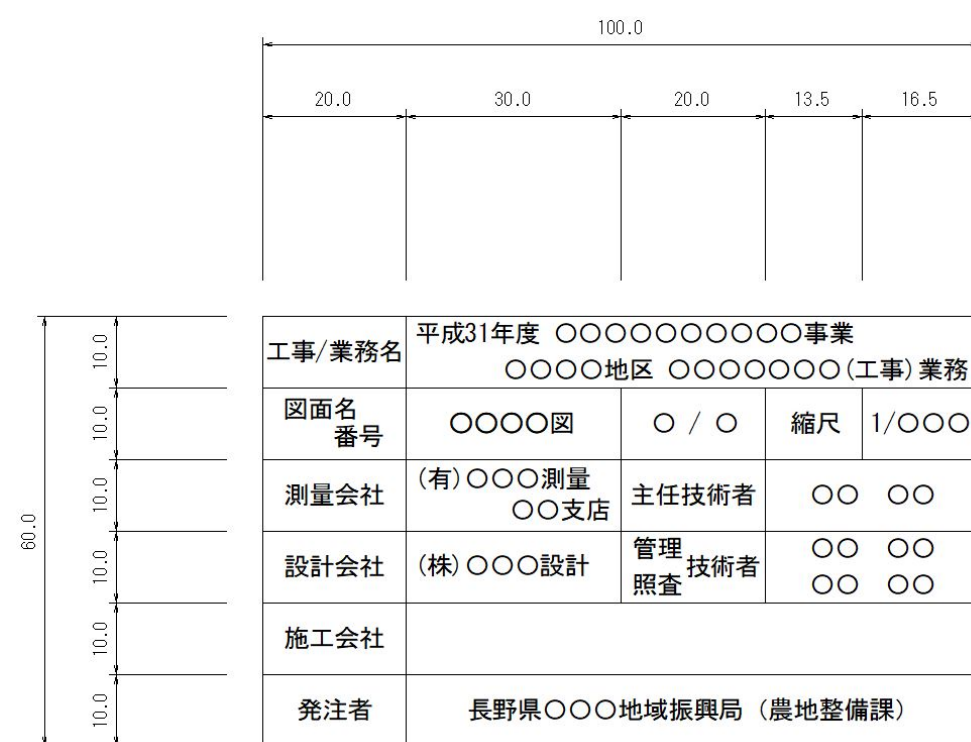 100.0
20.0 30.0 20.0 13.5 16.5
60.0
10.0
10.0
10.0
10.0
10.0
10.0
工事/業務名 平成31年度 ○○○○○○○○○○事業
○○○○地区 ○○○○○○○(工事)業務
図面名
番号
○○○○図 ○ / ○ 縮尺 1/○○○
測量会社 (有)○○○測量
○○支店
主任技術者 ○○ ○○
設計会社 (株)○○○設計
管理
照査
技術者
○○ ○○
○○ ○○
施工会社
発注者 長野県○○○地域振興局(農地整備課)